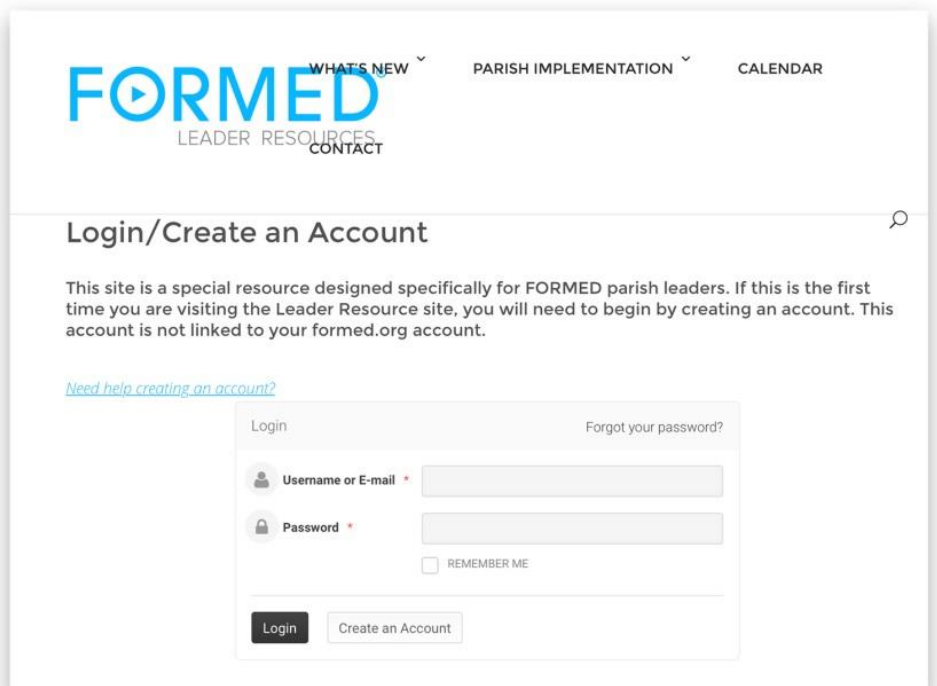 WHAT'S NEW PARISH IMPLEMENTATION CALENDAR
FORMED
LEADER RESOURCES
CONTACT
Login/Create an Account
This site is a special resource designed specifically for FORMED parish leaders. If this is the first
time you are visiting the Leader Resource site, you will need to begin by creating an account. This
account is not linked to your formed.org account.
Need help creating an account?
Login Forgot your password?
Username or E-mail *
Password *
REMEMBER ME
Login Create an Account